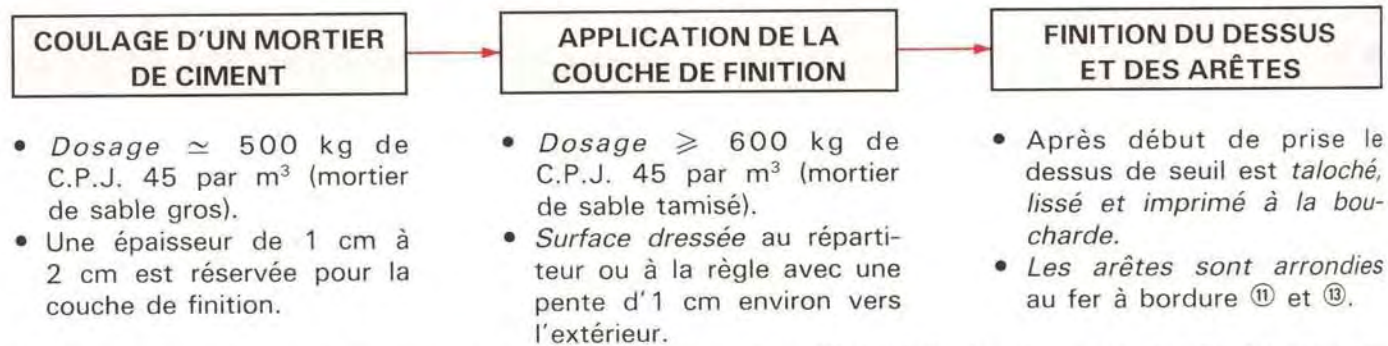 COULAGE D'UN MORTIER
DE CIMENT
APPLICATION DE LA
COUCHE DE FINITION
FINITION DU DESSUS
ET DES ARÊTES
• Dosage ≃ 500 kg de
C.P.J. 45 par m³ (mortier
de sable gros).
• Une épaisseur de 1 cm à
2 cm est réservée pour la
couche de finition.
• Dosage ⩾ 600 kg de
C.P.J. 45 par m³ (mortier
de sable tamisé).
• Surface dressée au réparti-
teur ou à la règle avec une
pente d'1 cm environ vers
l'extérieur.
• Après début de prise le
dessus de seuil est taloché,
lissé et imprimé à la bou-
charde.
• Les arêtes sont arrondies
au fer à bordure ⑪ et ⑬.